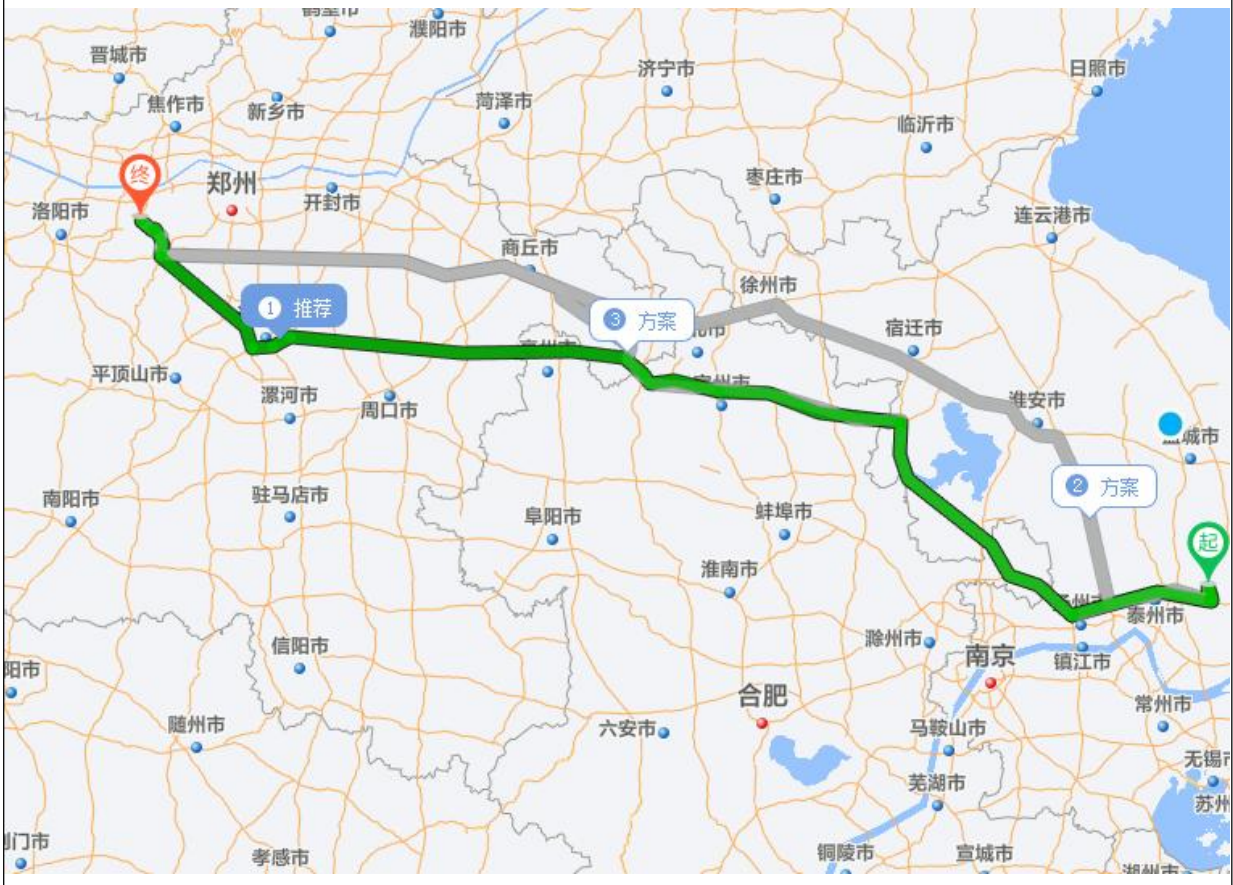 濮阳市
晋城市
济宁市
日照市
焦作市
新乡市
菏泽市
临沂市
终
郑州
枣庄市
洛阳市
开封市
连云港市
商丘市
徐州市
1 推荐
3 方案
宿迁市
平顶山市
漯河市
周口市
淮安市
城市
南阳市
驻马店市
2 方案
阜阳市
蚌埠市
起
淮南市
泰州市
信阳市
滁州市
南京
镇江市
阳市
合肥
常州市
随州市
六安市
马鞍山市
无锡市
芜湖市
苏州
门市
孝感市
铜陵市
宣城市